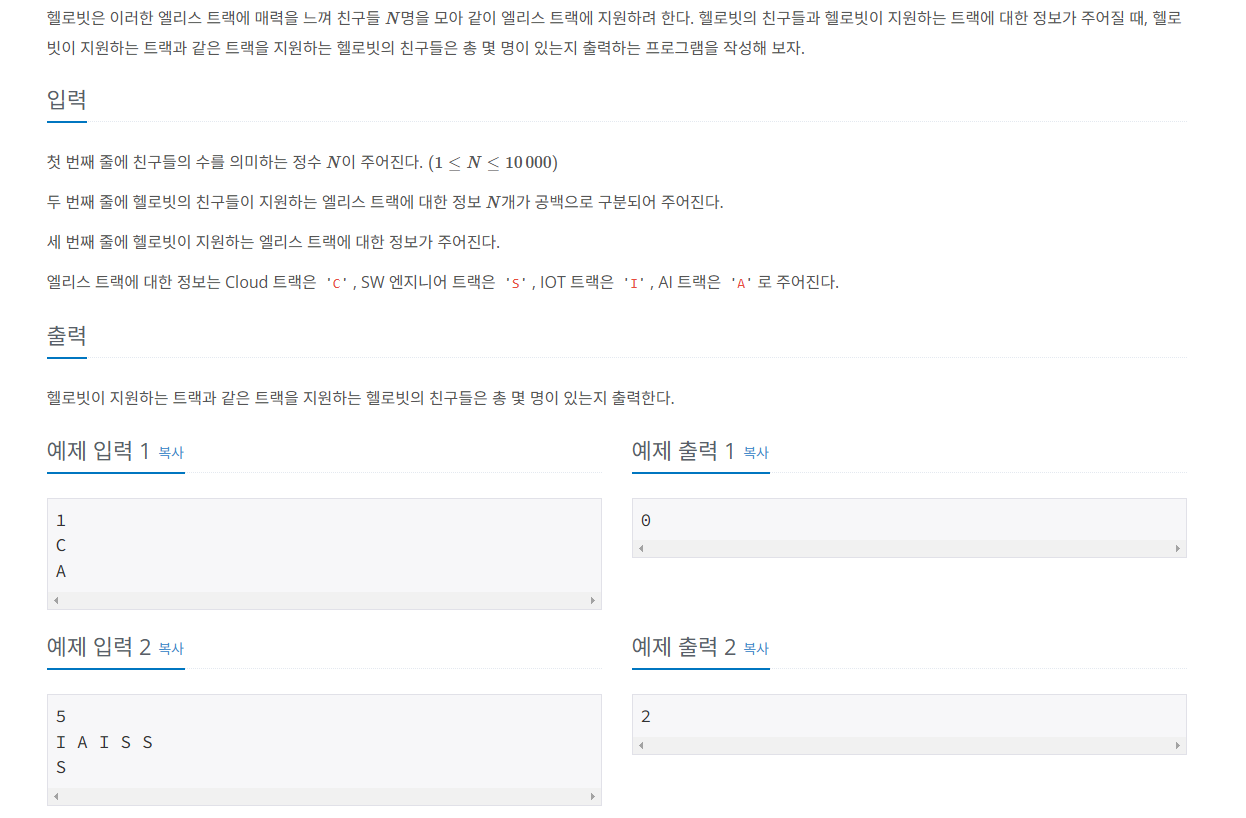 헬로빗은 이러한 엘리스 트랙에 매력을 느껴 친구들 N명을 모아 같이 엘리스 트랙에 지원하려 한다. 헬로빗의 친구들과 헬로빗이 지원하는 트랙에 대한 정보가 주어질 때, 헬로
빗이 지원하는 트랙과 같은 트랙을 지원하는 헬로빗의 친구들은 총 몇 명이 있는지 출력하는 프로그램을 작성해 보자.
입력
첫 번째 줄에 친구들의 수를 의미하는 정수 N이 주어진다. (1 ≤ N ≤ 10 000)
두 번째 줄에 헬로빗의 친구들이 지원하는 엘리스 트랙에 대한 정보 N개가 공백으로 구분되어 주어진다.
세 번째 줄에 헬로빗이 지원하는 엘리스 트랙에 대한 정보가 주어진다.
엘리스 트랙에 대한 정보는 Cloud 트랙은 'C' , SW 엔지니어 트랙은 'S' , IOT 트랙은 'I' , AI 트랙은 'A' 로 주어진다.
출력
헬로빗이 지원하는 트랙과 같은 트랙을 지원하는 헬로빗의 친구들은 총 몇 명이 있는지 출력한다.
예제 입력 1 복사
1
C
A
예제 출력 1 복사
0
예제 입력 2 복사
5
I A I S S
S
예제 출력 2 복사
2